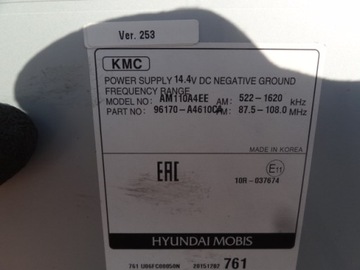 Ver. 253
KMC
POWER SUPPLY 14.4V DC NEGATIVE GROUND
FREQUENCY RANGE
MODEL NO: AM110A4EE AM: 522-1620 kHz
PART NO: 96170-A4610CA FM: 87.5-108.0 MHz
MADE IN KOREA
EAC E11
10R-037674
HYUNDAI MOBIS
761